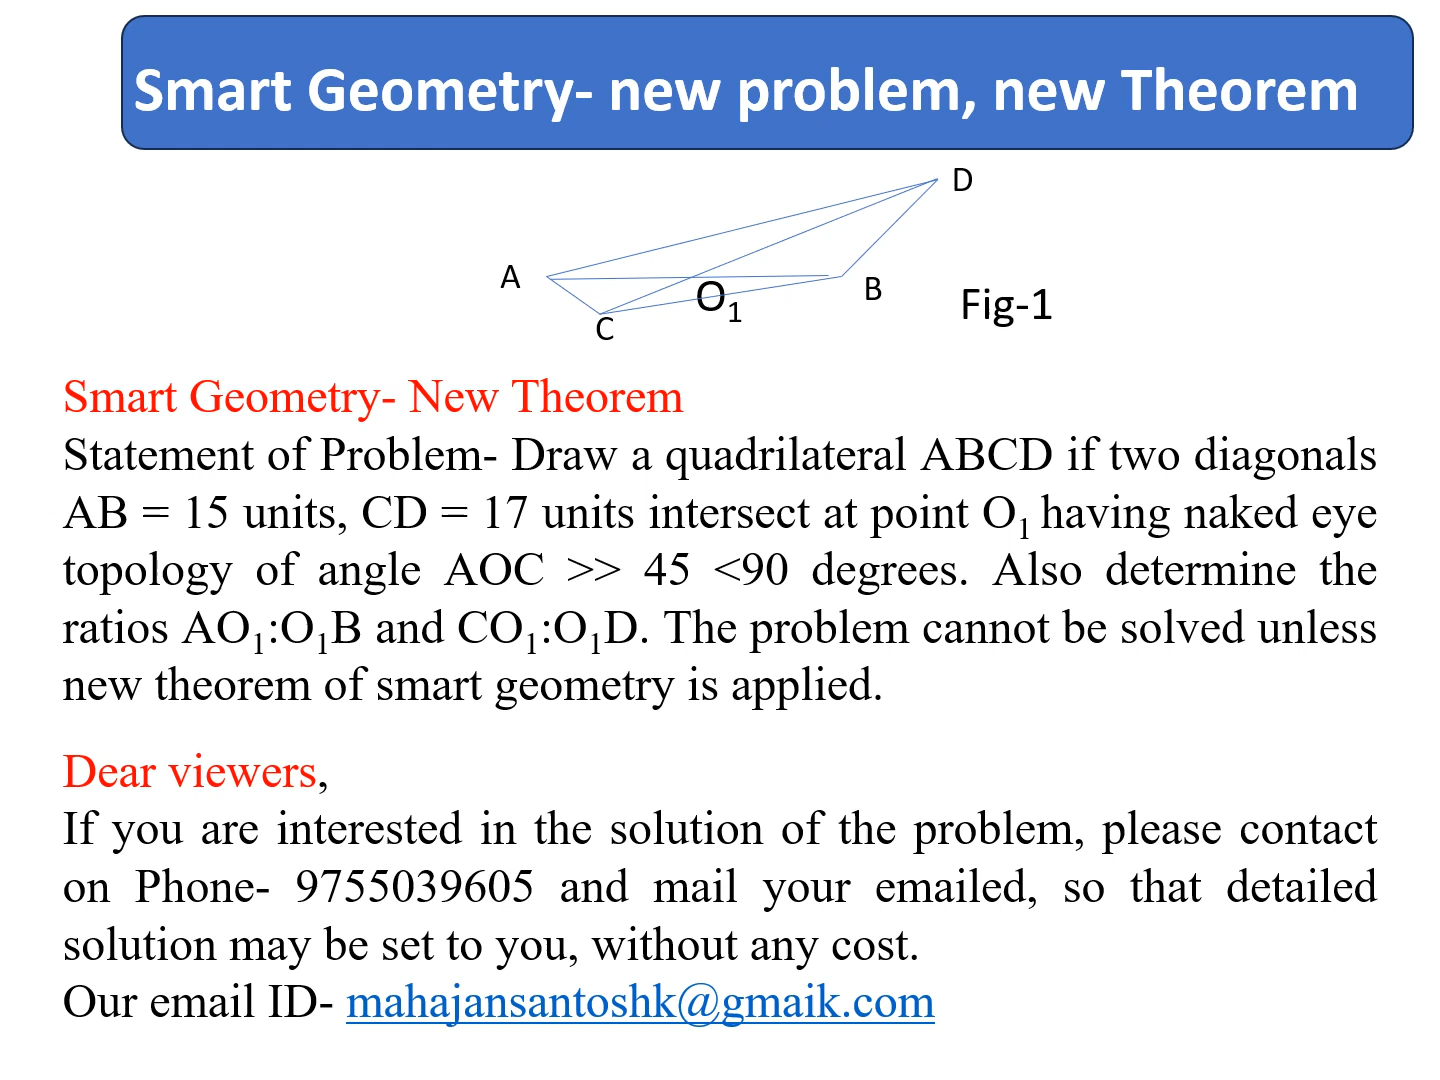 Smart Geometry- new problem, new Theorem
D
A
B
O1
Fig-1
C
Smart Geometry- New Theorem
Statement of Problem- Draw a quadrilateral ABCD if two diagonals
AB = 15 units, CD = 17 units intersect at point O1 having naked eye
topology of angle AOC >> 45 <90 degrees. Also determine the
ratios AO1:O1B and CO1:O1D. The problem cannot be solved unless
new theorem of smart geometry is applied.
Dear viewers,
If you are interested in the solution of the problem, please contact
on Phone- 9755039605 and mail your emailed, so that detailed
solution may be set to you, without any cost.
Our email ID- mahajansantoshk@gmaik.com